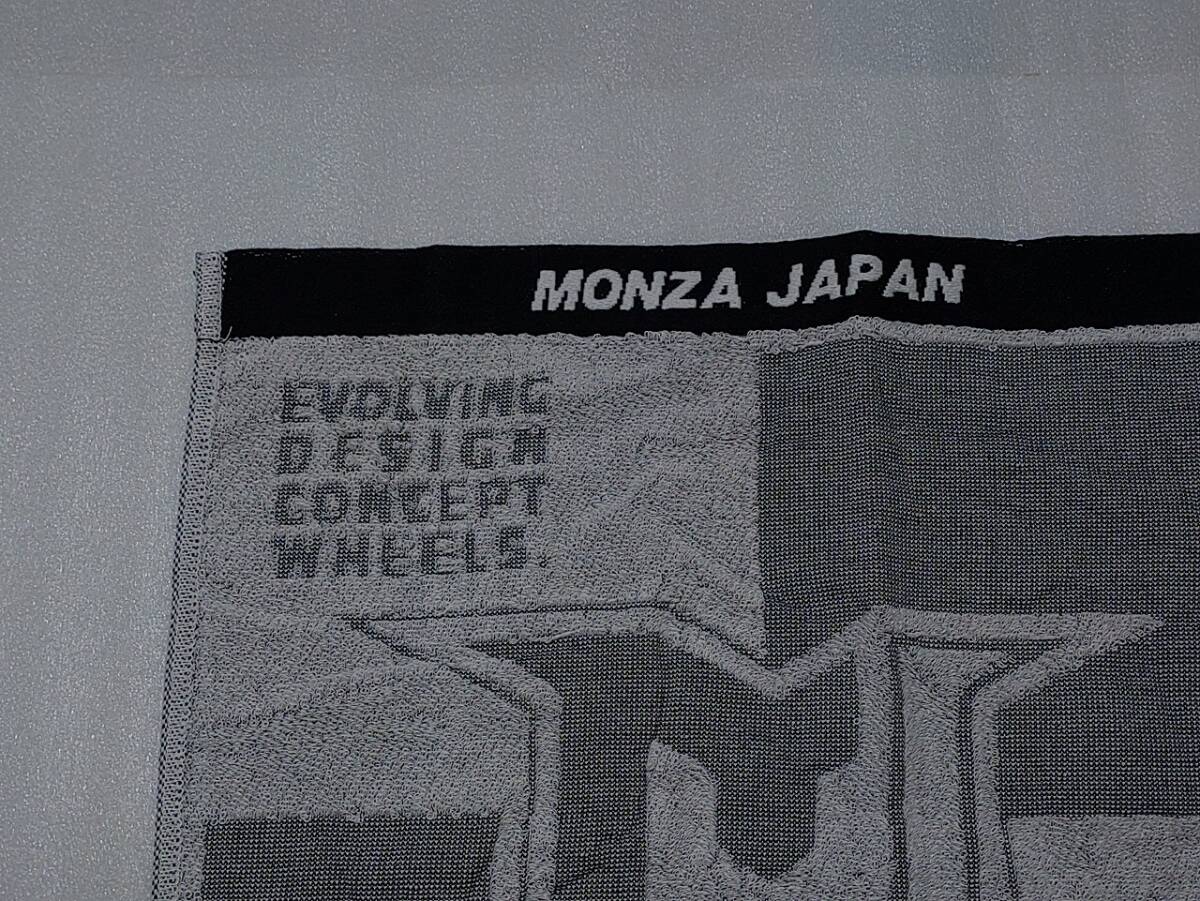 MONZA JAPAN
EVOLVING
DESIGN
CONCEPT
WHEELS.